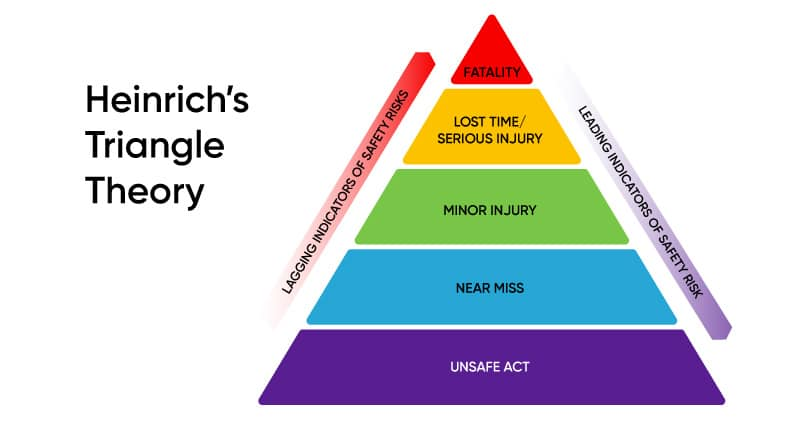 Heinrich's
Triangle
Theory
LAGGING INDICATORS OF SAFETY RISKS
FATALITY
LOST TIME/
SERIOUS INJURY
MINOR INJURY
NEAR MISS
UNSAFE ACT
LEADING INDICATORS OF SAFETY RISK